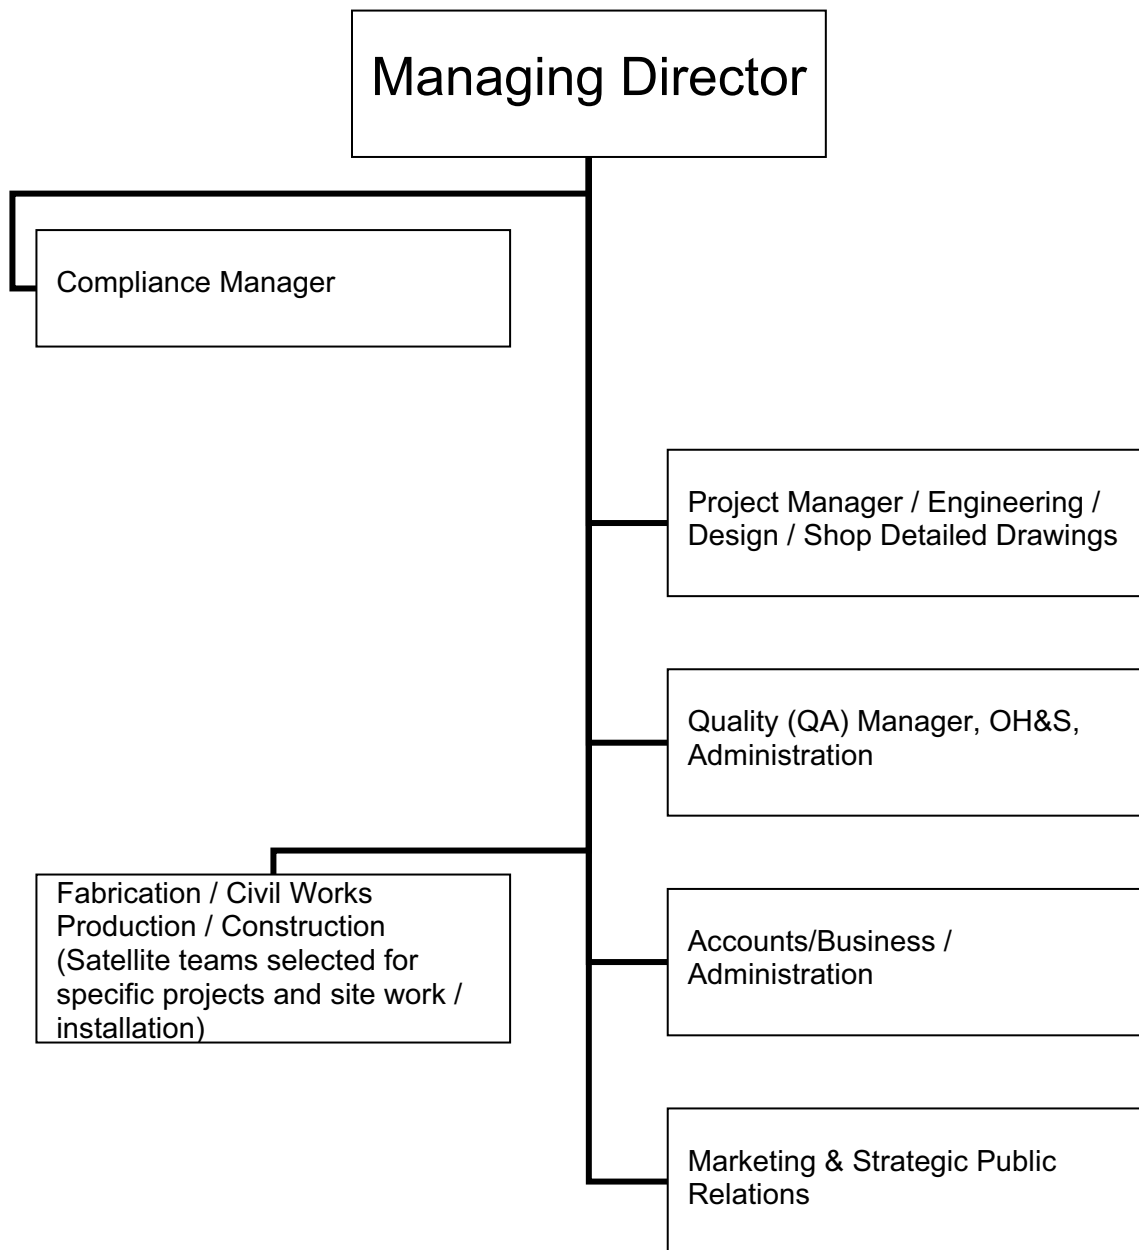 Managing Director
Compliance Manager
Project Manager / Engineering /
Design / Shop Detailed Drawings
Quality (QA) Manager, OH&S,
Administration
Fabrication / Civil Works
Production / Construction
(Satellite teams selected for
specific projects and site work /
installation)
Accounts/Business /
Administration
Marketing & Strategic Public
Relations